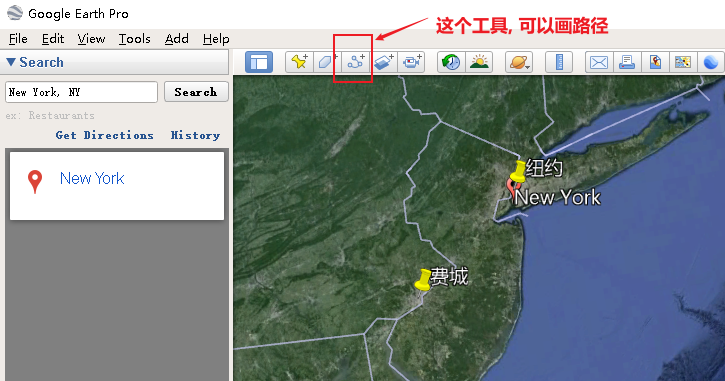 Google Earth Pro
这个工具, 可以画路径
File Edit View Tools Add Help
Search
New York, NY
Search
ex: Restaurants
Get Directions History
New York
纽约
New York
费城